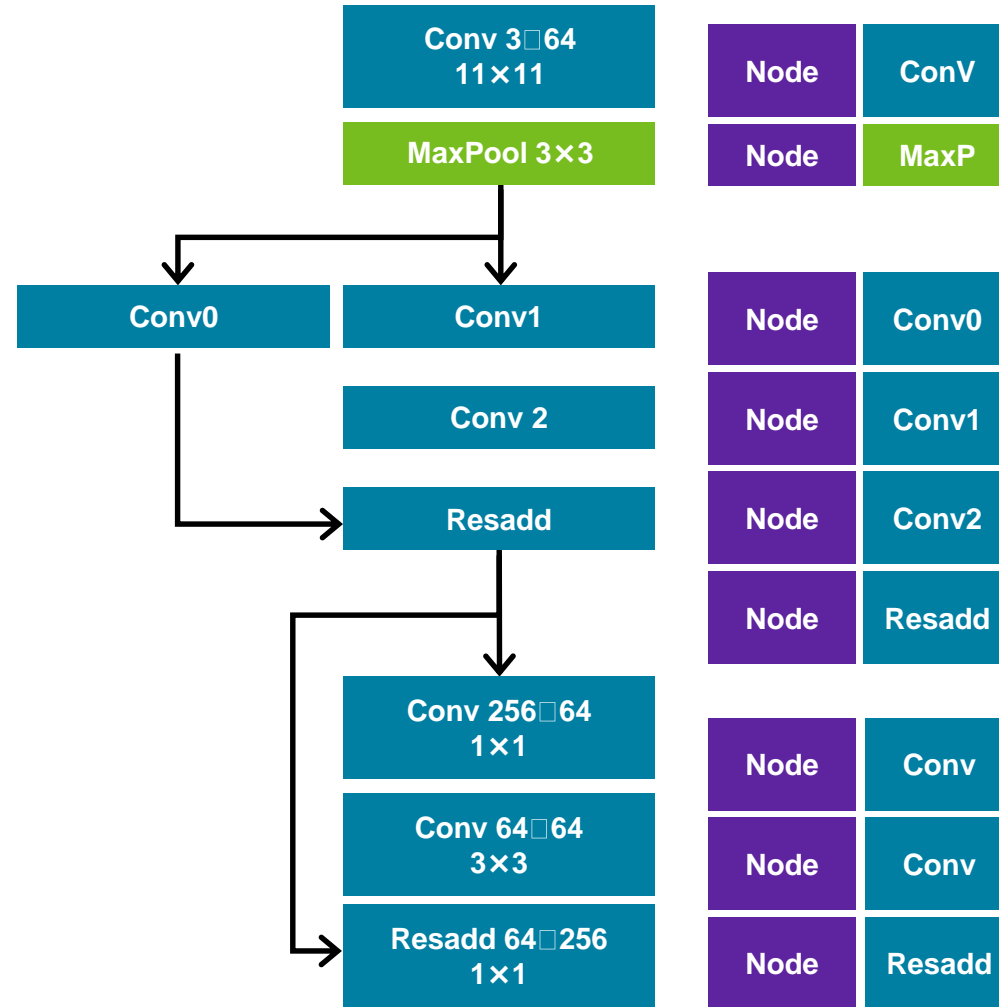 Conv 3□64
11×11
Node
ConV
MaxPool 3×3
Node
MaxP
Conv0
Conv1
Node
Conv0
Conv 2
Node
Conv1
Resadd
Node
Conv2
Node
Resadd
Conv 256□64
1×1
Node
Conv
Conv 64□64
3×3
Node
Conv
Resadd 64□256
1×1
Node
Resadd